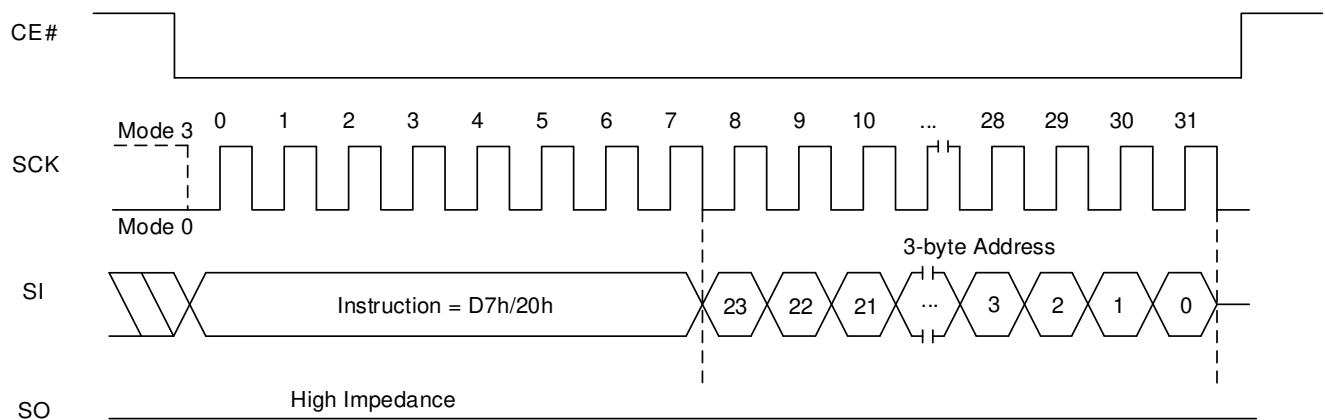 CE#
Mode 3
0 1 2 3 4 5 6 7 8 9 10 ... 28 29 30 31
SCK
Mode 0
3-byte Address
SI
Instruction = D7h/20h
23 22 21 ... 3 2 1 0
High Impedance
SO